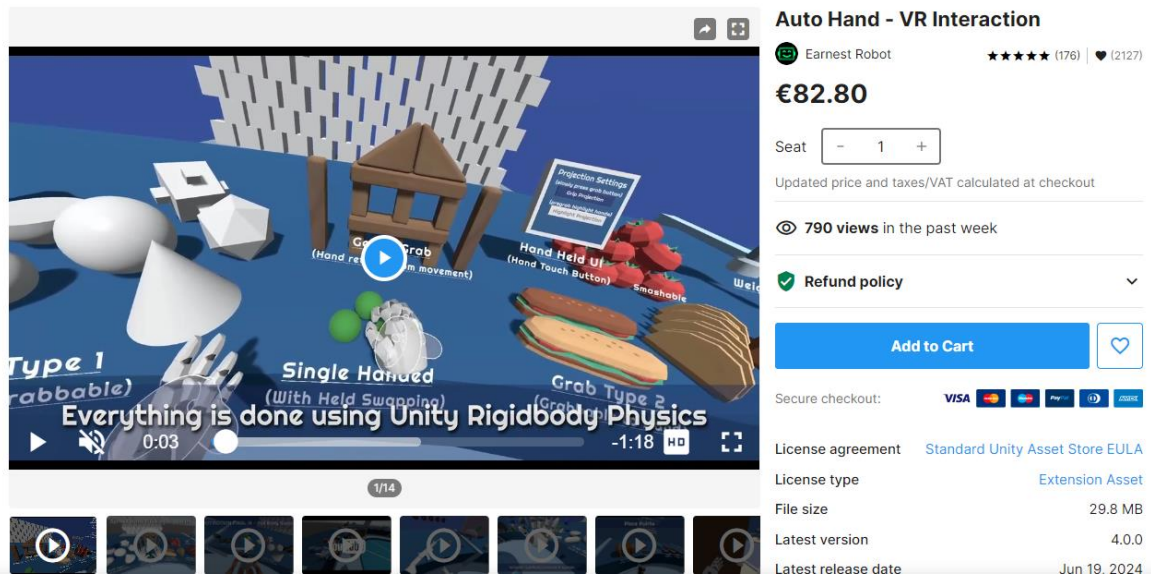 Auto Hand - VR Interaction
Earnest Robot
(176)
(2127)
€82.80
Seat
-
1
+
Updated price and taxes/VAT calculated at checkout
790 views in the past week
Refund policy
Add to Cart
Secure checkout:
VISA
PayPal
License agreement
Standard Unity Asset Store EULA
License type
Extension Asset
File size
29.8 MB
Latest version
4.0.0
Latest release date
Jun 19, 2024
Projection Settings
Grab
(Hand
movement)
Hand Held UI
(Hand Touch Button)
Smashable
Type 1
Single Handed
(With Held Swapping)
Grab Type 2
Everything is done using Unity Rigidbody Physics
0:03
-1:18
HD
1/14